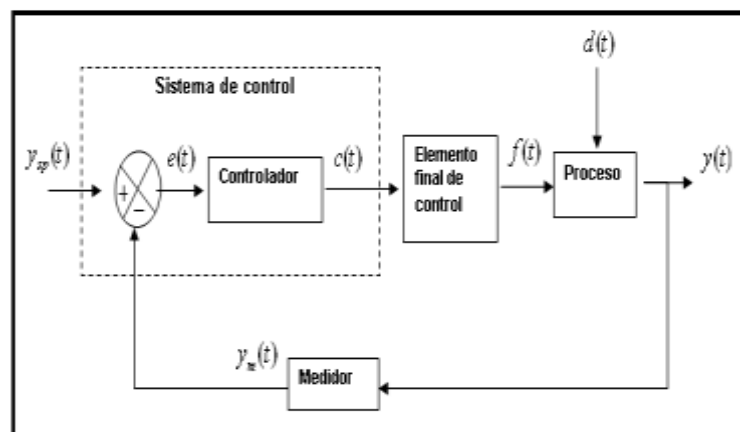 d(t)
Sistema de control
y_sp(t)
e(t)
c(t)
f(t)
y(t)
+
−
Controlador
Elemento
final de
control
Proceso
y_m(t)
Medidor